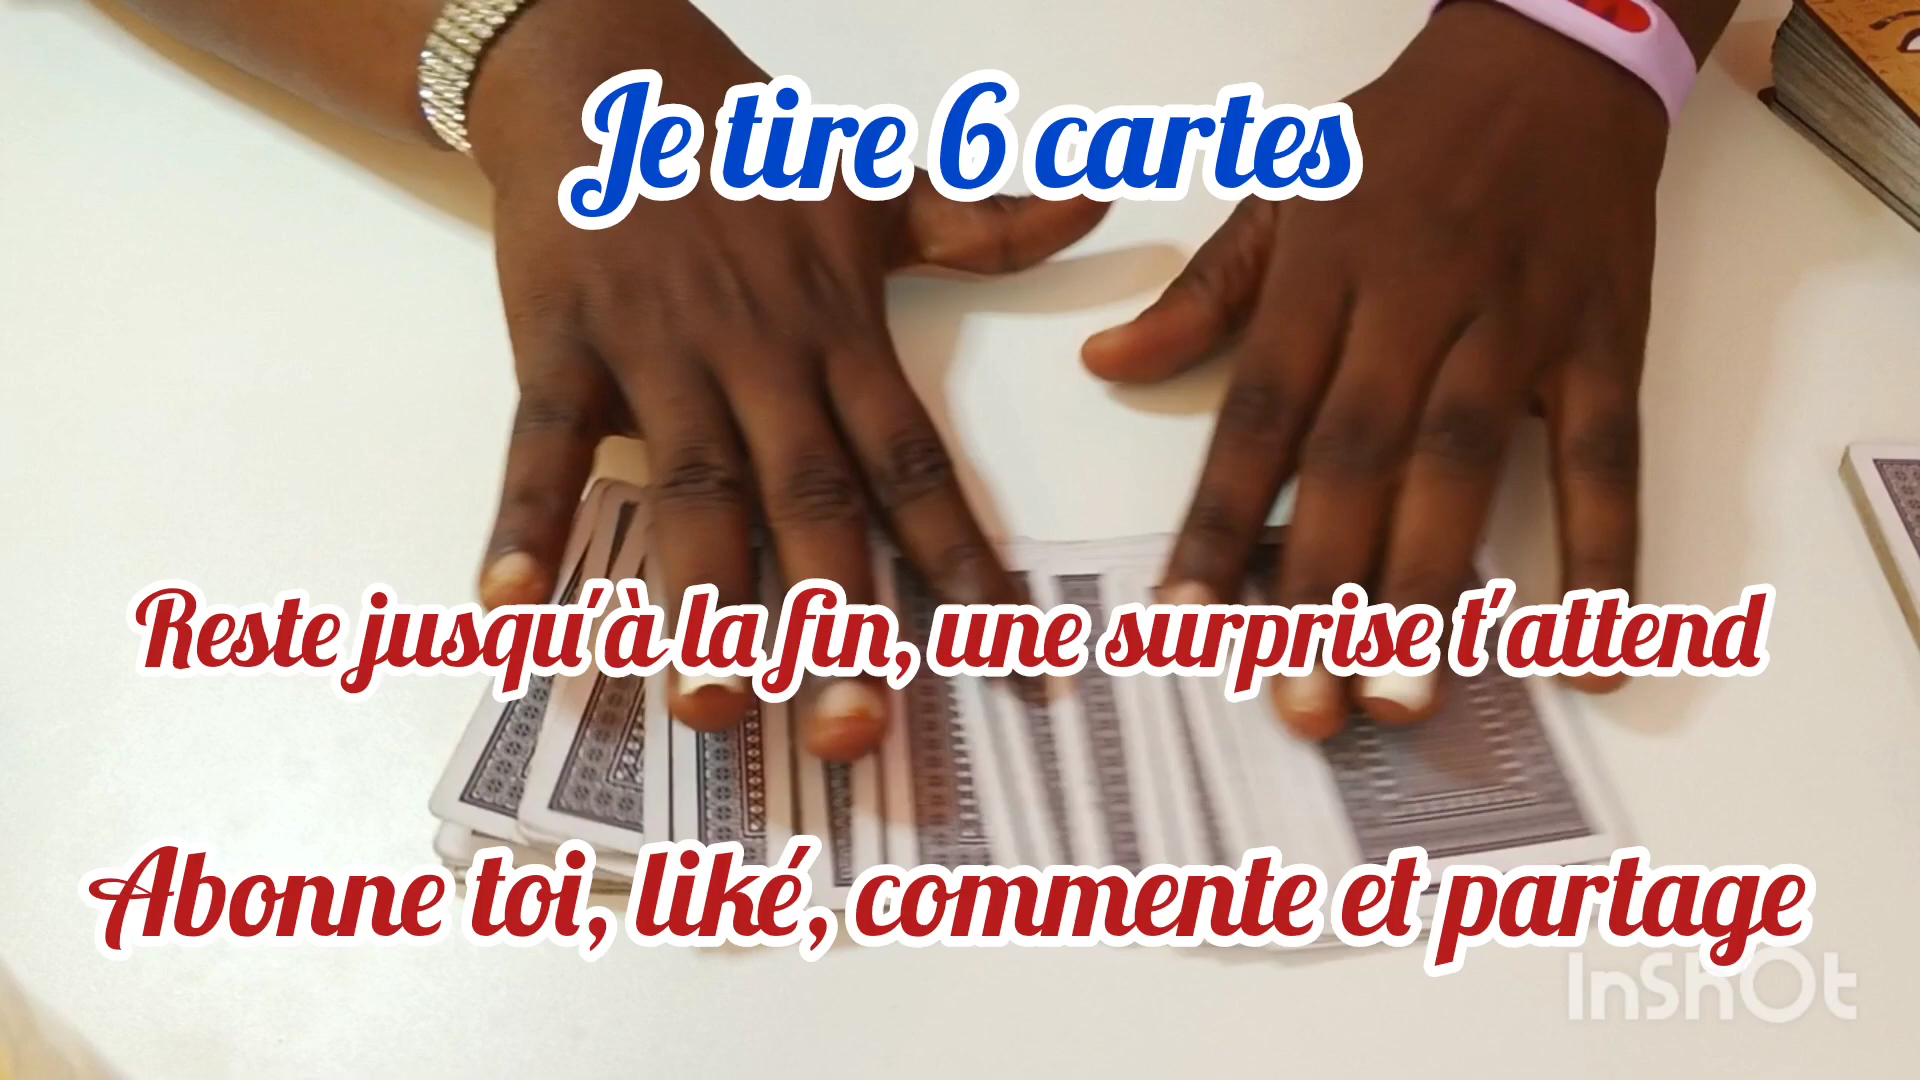 Je tire 6 cartes
Reste jusqu'à la fin, une surprise t'attend
Abonne toi, liké, commente et partage
InShOt